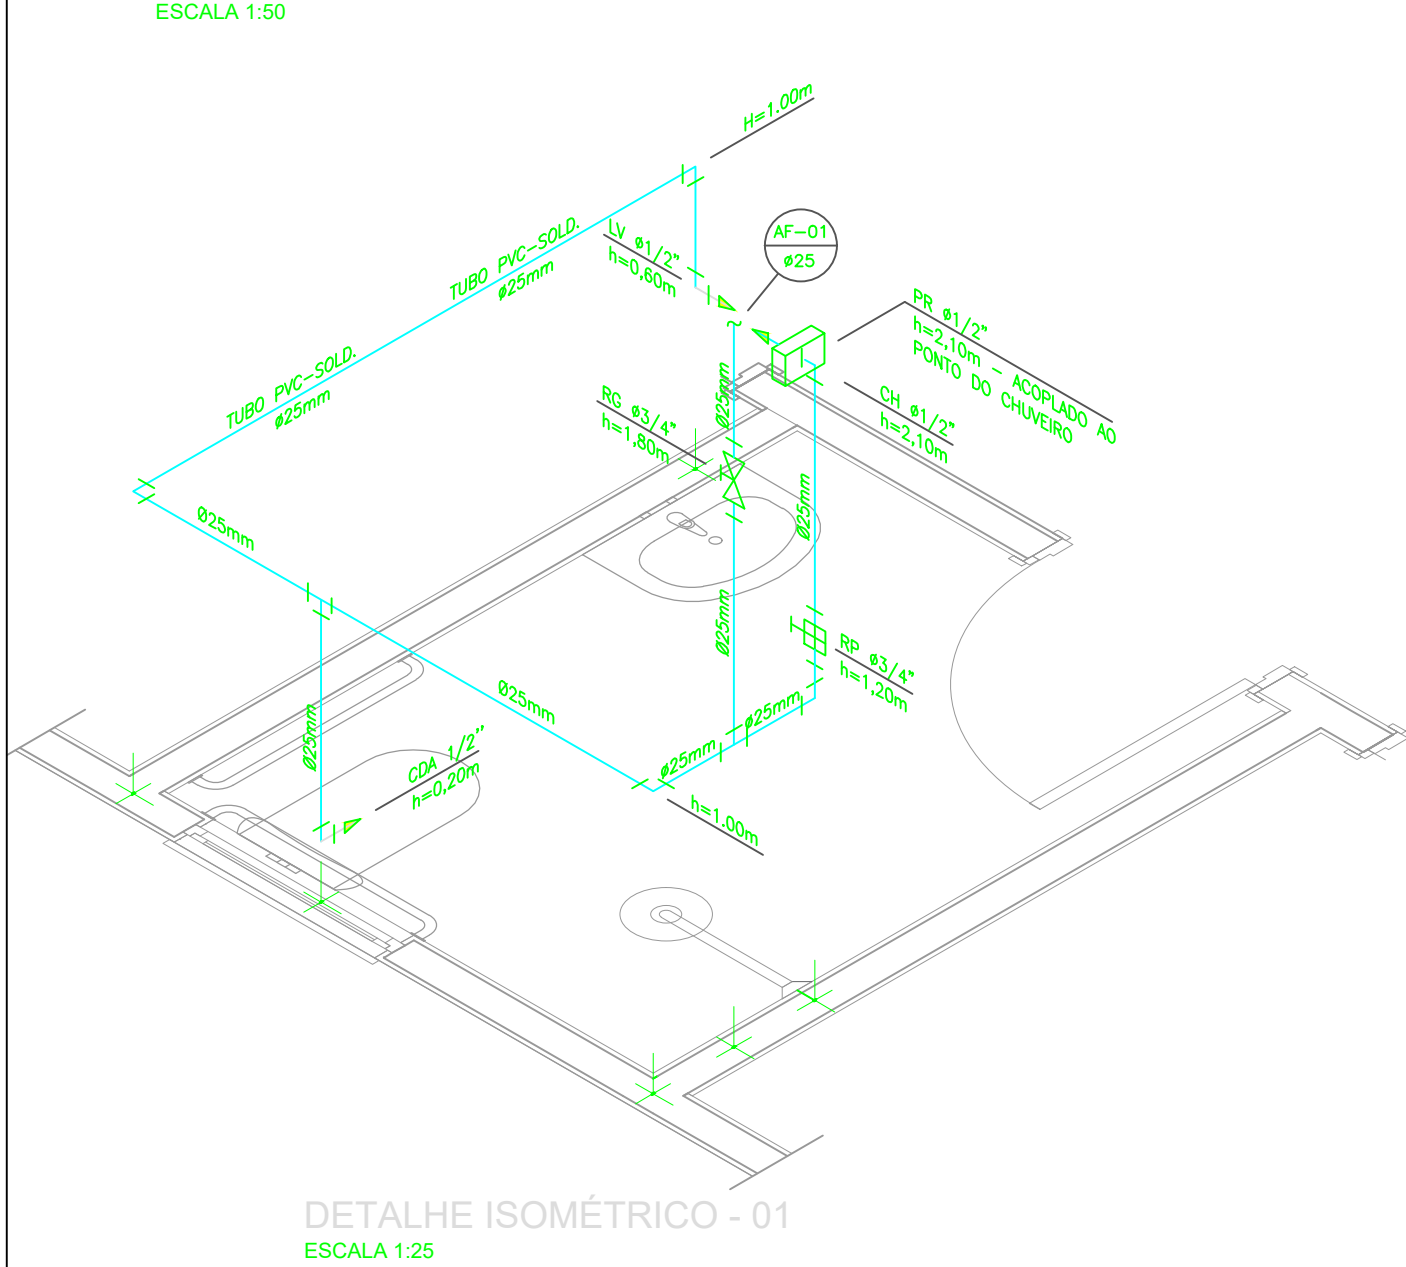 ESCALA 1:50
H=1.00m
TUBO PVC-SOLD.
ø25mm
LV ø1/2"
h=0,60m
AF-01
ø25
PR ø1/2"
h=2,10m - ACOPLADO AO
PONTO DO CHUVEIRO
TUBO PVC-SOLD.
ø25mm
CH ø1/2"
h=2,10m
RG ø3/4"
h=1,80m
Ø25mm
Ø25mm
Ø25mm
Ø25mm
RP ø3/4"
h=1,20m
Ø25mm
Ø25mm
ø25mm
ø25mm
CDA 1/2"
h=0,20m
h=1.00m
DETALHE ISOMÉTRICO - 01
ESCALA 1:25